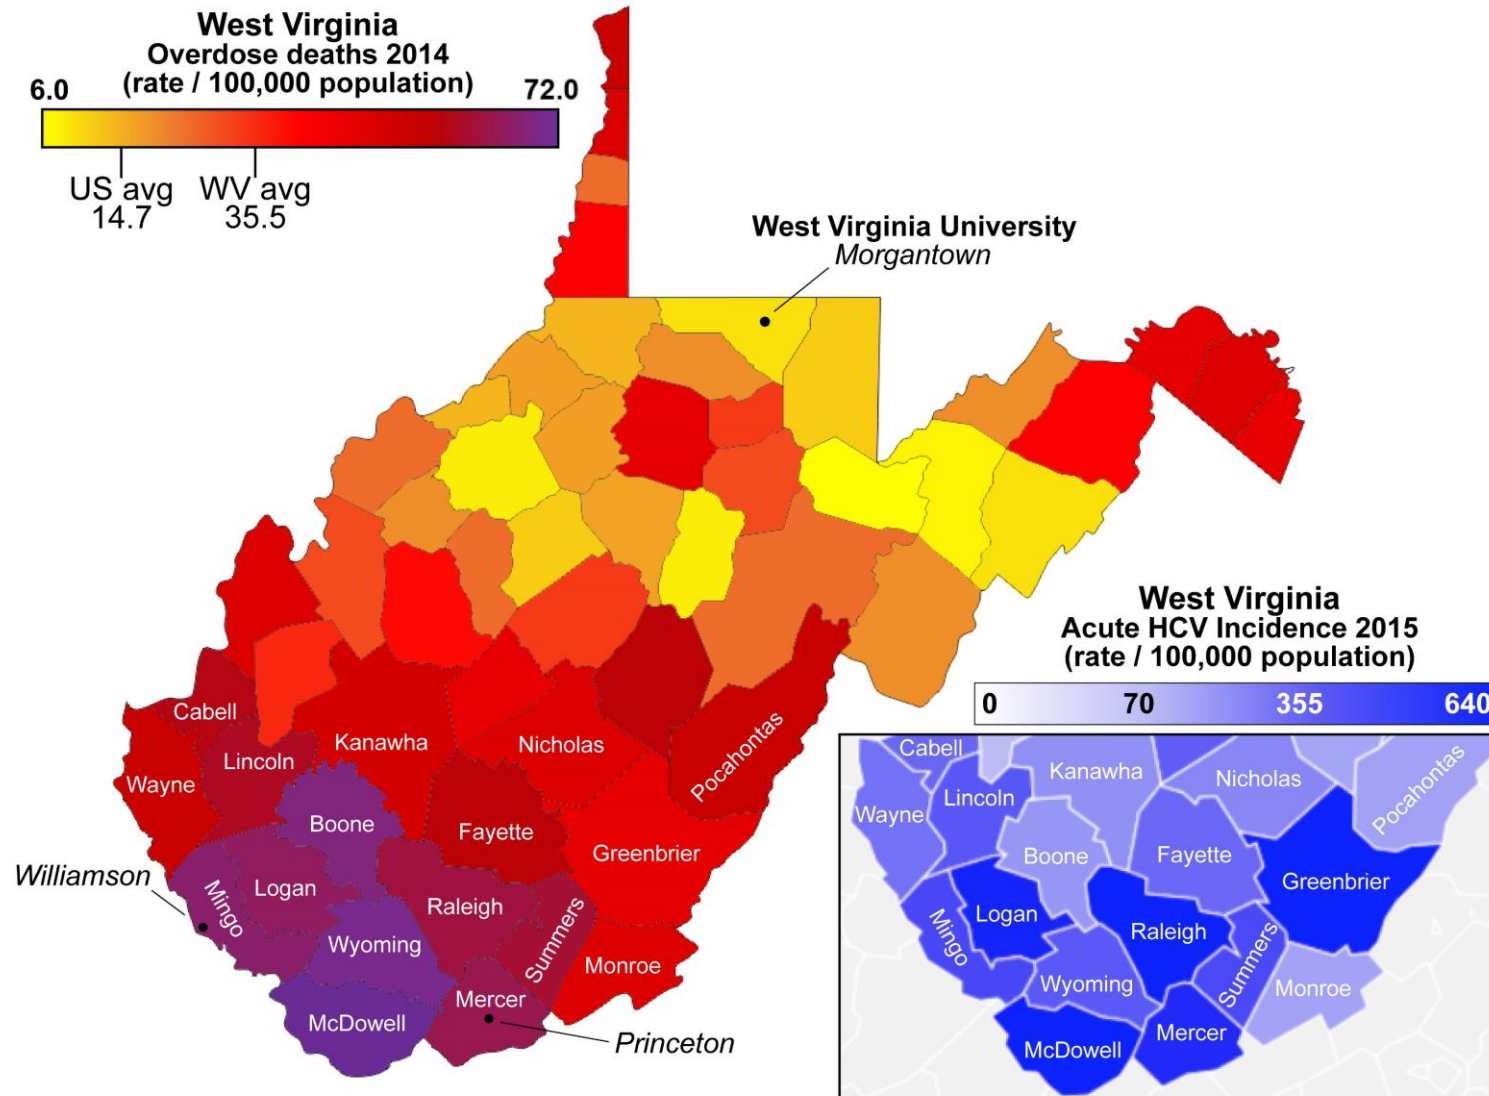 West Virginia
Overdose deaths 2014
(rate / 100,000 population)
6.0 72.0
US avg WV avg
14.7 35.5
West Virginia University
Morgantown
Cabell
Lincoln
Kanawha
Nicholas
Pocahontas
Wayne
Boone
Fayette
Greenbrier
Williamson
Mingo
Logan
Raleigh
Summers
Wyoming
Monroe
Mercer
McDowell
Princeton
West Virginia
Acute HCV Incidence 2015
(rate / 100,000 population)
0 70 355 640
Cabell
Kanawha
Nicholas
Pocahontas
Wayne
Lincoln
Boone
Fayette
Greenbrier
Mingo
Logan
Raleigh
Summers
Wyoming
Monroe
McDowell
Mercer